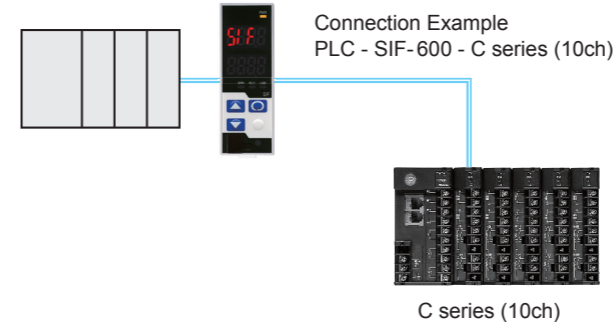 Connection Example
PLC - SIF-600 - C series (10ch)
SIF
C series (10ch)